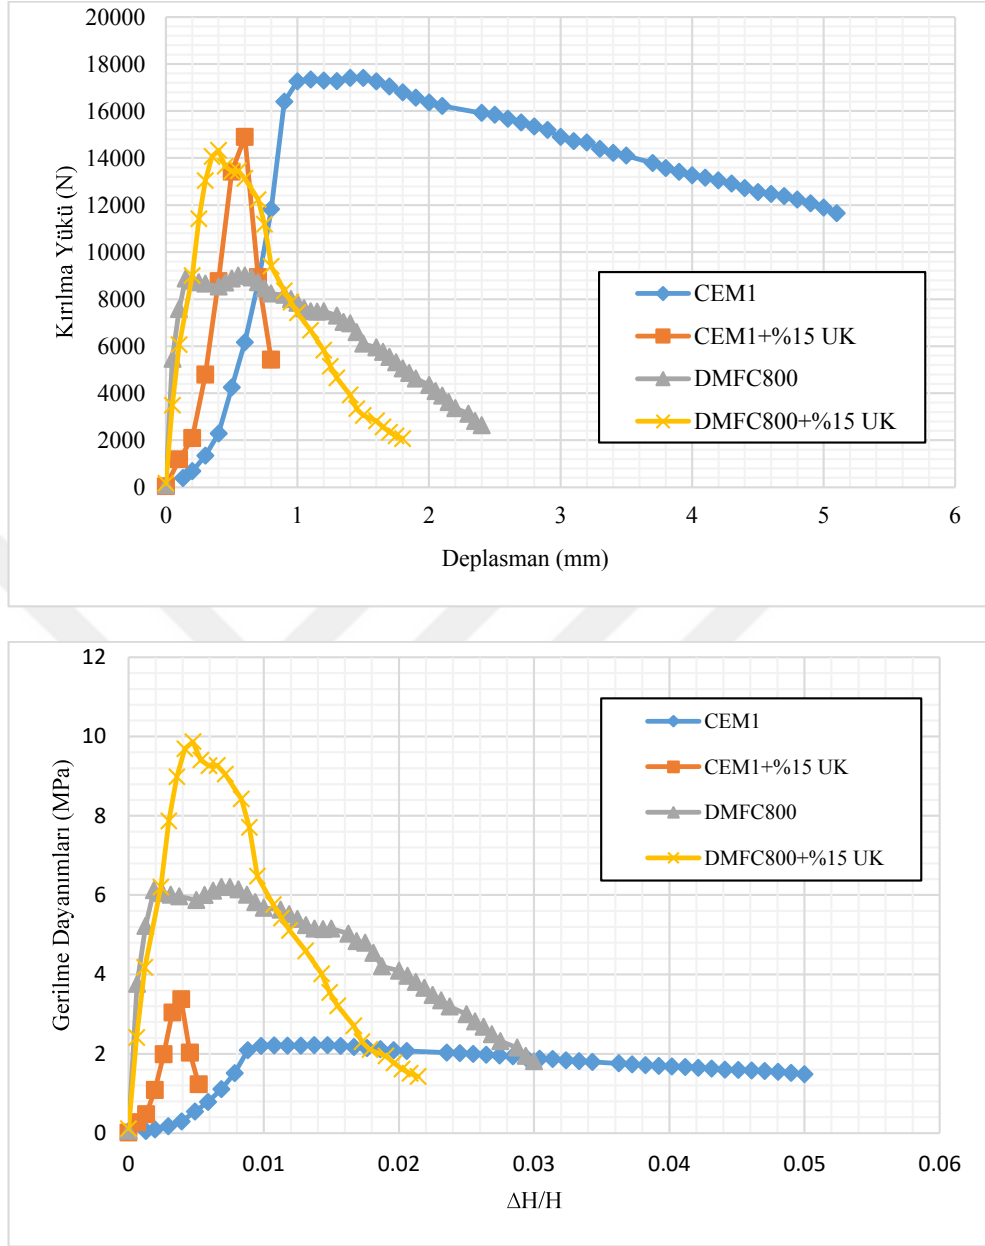 20000
18000
16000
14000
12000
10000
8000
6000
4000
2000
0
Kırılma Yükü (N)
0 1 2 3 4 5 6
Deplasman (mm)
CEM1
CEM1+%15 UK
DMFC800
DMFC800+%15 UK
12
10
8
6
4
2
0
Gerilme Dayanımları (MPa)
0 0.01 0.02 0.03 0.04 0.05 0.06
ΔH/H
CEM1
CEM1+%15 UK
DMFC800
DMFC800+%15 UK